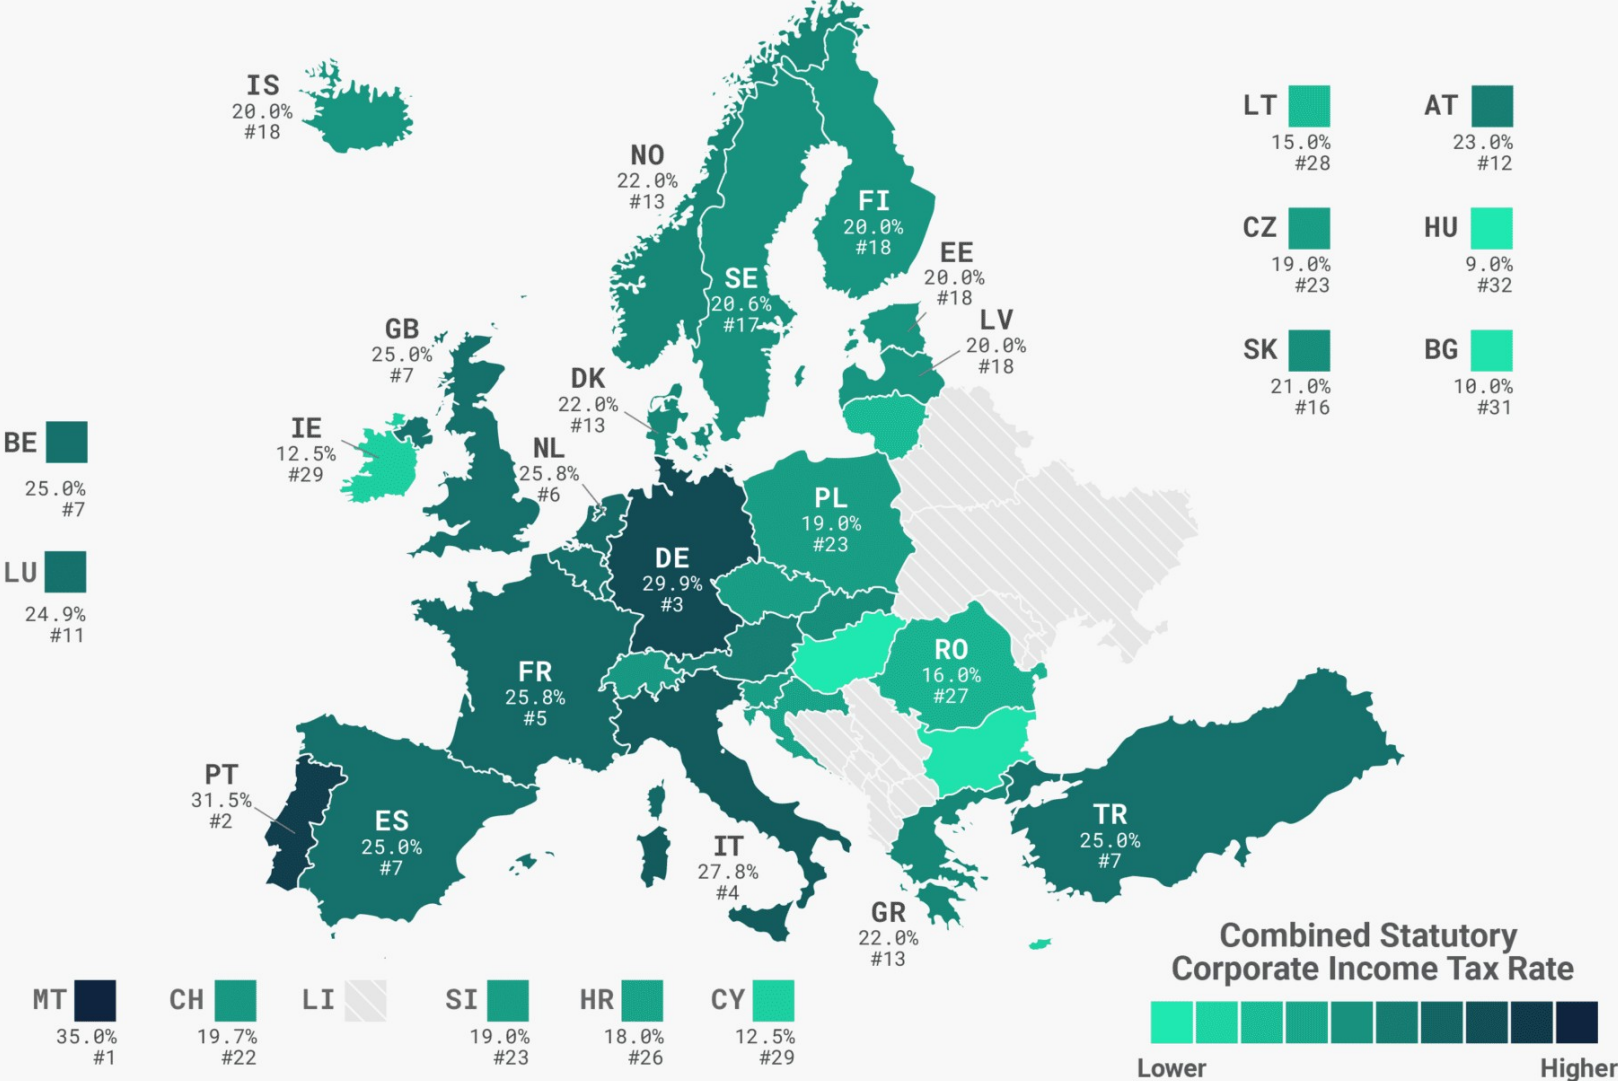 IS
20.0%
#18
NO
22.0%
#13
FI
20.0%
#18
SE
20.6%
#17
EE
20.0%
#18
LV
20.0%
#18
LT
15.0%
#28
AT
23.0%
#12
CZ
19.0%
#23
HU
9.0%
#32
SK
21.0%
#16
BG
10.0%
#31
GB
25.0%
#7
IE
12.5%
#29
DK
22.0%
#13
NL
25.8%
#6
BE
25.0%
#7
LU
24.9%
#11
DE
29.9%
#3
PL
19.0%
#23
FR
25.8%
#5
RO
16.0%
#27
PT
31.5%
#2
ES
25.0%
#7
IT
27.8%
#4
GR
22.0%
#13
TR
25.0%
#7
MT
35.0%
#1
CH
19.7%
#22
LI
SI
19.0%
#23
HR
18.0%
#26
CY
12.5%
#29
Combined Statutory
Corporate Income Tax Rate
Lower
Higher